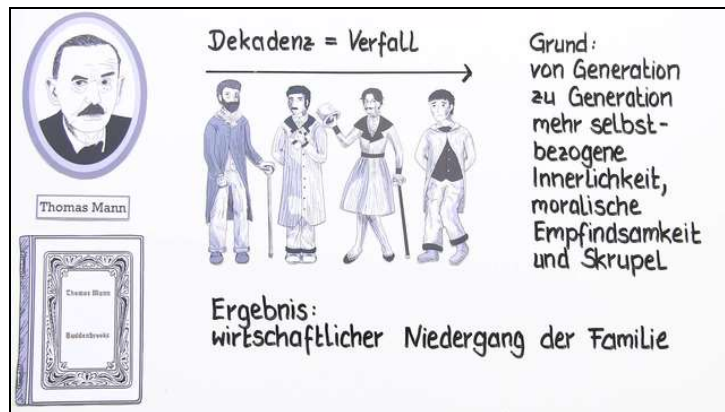 Dekadenz = Verfall
Grund:
von Generation
zu Generation
mehr selbst-
bezogene
Innerlichkeit,
moralische
Empfindsamkeit
und Skrupel
Thomas Mann
Thomas Mann
Buddenbrooks
Ergebnis:
wirtschaftlicher Niedergang der Familie